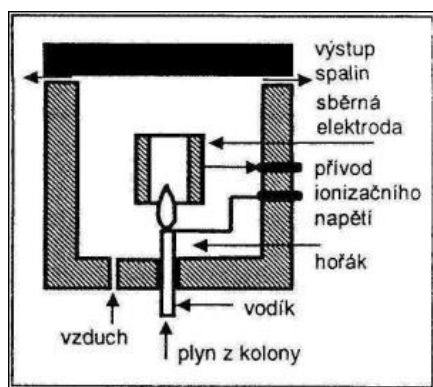 výstup
spalin
sběrná
elektroda
přívod
ionizačního
napětí
hořák
vodík
vzduch
plyn z kolony